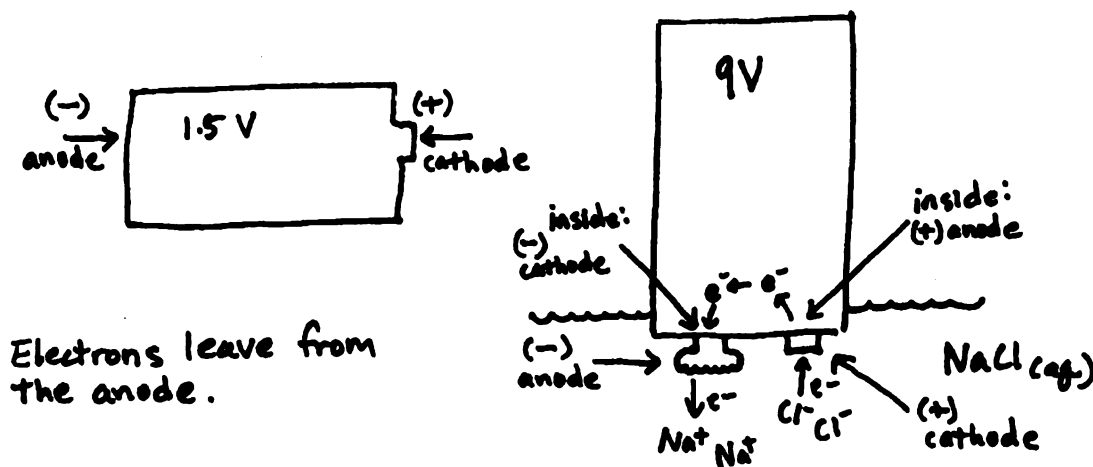 (-)
anode
1.5 V
(+)
cathode
Electrons leave from
the anode.
9V
inside:
(-)
cathode
inside:
(+) anode
e⁻ ← e⁻
(-)
anode
e⁻
Na⁺ Na⁺
e⁻
Cl⁻ Cl⁻
(+)
cathode
NaCl (aq.)